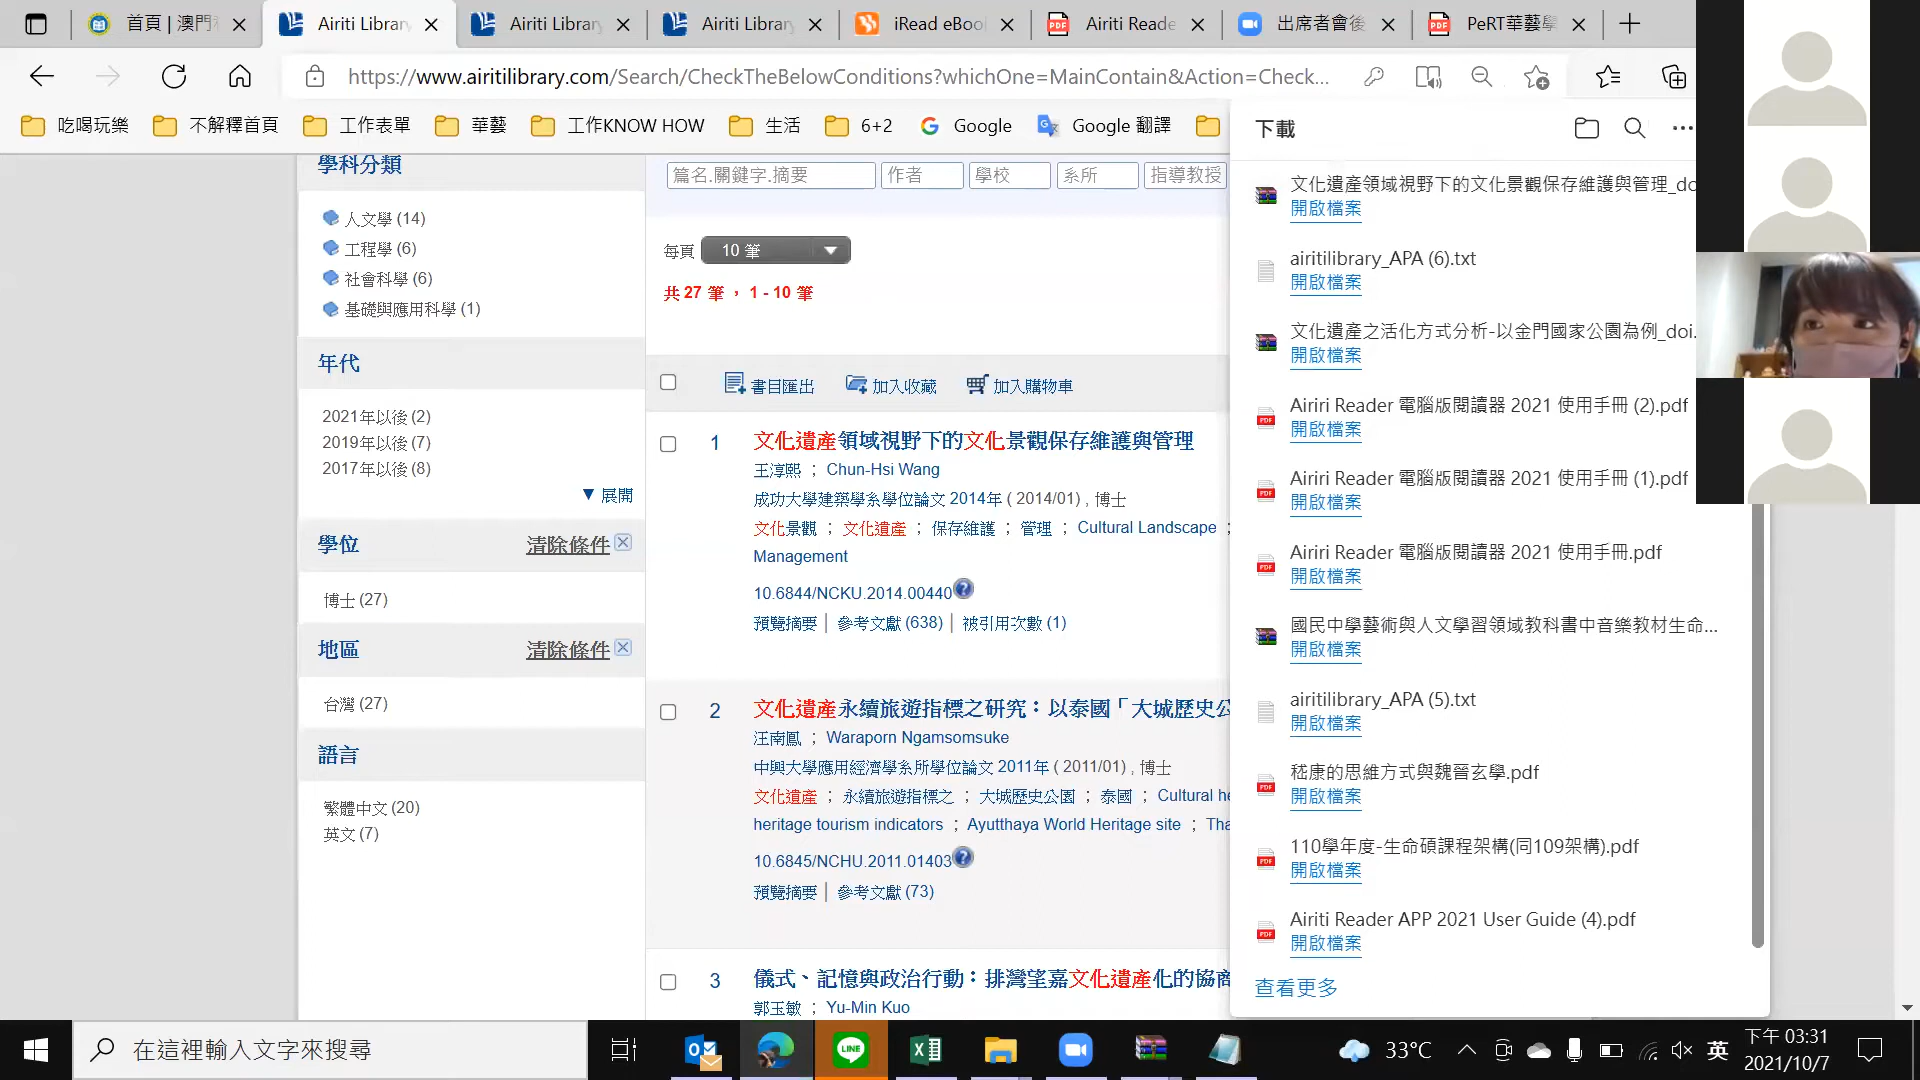 首頁 | 澳門
Airiti Library
Airiti Library
Airiti Library
iRead eBoo
Airiti Reade
出席者會後
PeRT華藝學
https://www.airitilibrary.com/Search/CheckTheBelowConditions?whichOne=MainContain&Action=Check...
吃喝玩樂
不解釋首頁
工作表單
華藝
工作KNOW HOW
生活
6+2
Google
Google 翻譯
學科分類
人文學 (14)
工程學 (6)
社會科學 (6)
基礎與應用科學 (1)
年代
2021年以後 (2)
2019年以後 (7)
2017年以後 (8)
▼ 展開
學位 清除條件
博士 (27)
地區 清除條件
台灣 (27)
語言
繁體中文 (20)
英文 (7)
篇名.關鍵字.摘要 作者 學校 系所 指導教授
每頁 10 筆
共 27 筆 , 1 - 10 筆
書目匯出 加入收藏 加入購物車
1 文化遺產領域視野下的文化景觀保存維護與管理
王淳熙 ; Chun-Hsi Wang
成功大學建築學系學位論文 2014年 ( 2014/01) , 博士
文化景觀 ; 文化遺產 ; 保存維護 ; 管理 ; Cultural Landscape ;
Management
10.6844/NCKU.2014.00440
預覽摘要 | 參考文獻 (638) | 被引用次數 (1)
2 文化遺產永續旅遊指標之研究：以泰國「大城歷史公
汪南鳳 ; Waraporn Ngamsomsuke
中興大學應用經濟學系所學位論文 2011年 ( 2011/01) , 博士
文化遺產 ; 永續旅遊指標之 ; 大城歷史公園 ; 泰國 ; Cultural he
heritage tourism indicators ; Ayutthaya World Heritage site ; Tha
10.6845/NCHU.2011.01403
預覽摘要 | 參考文獻 (73)
3 儀式、記憶與政治行動：排灣望嘉文化遺產化的協商
郭玉敏 ; Yu-Min Kuo
下載
文化遺產領域視野下的文化景觀保存維護與管理_do
開啟檔案
airitilibrary_APA (6).txt
開啟檔案
文化遺產之活化方式分析-以金門國家公園為例_doi.
開啟檔案
Airiri Reader 電腦版閱讀器 2021 使用手冊 (2).pdf
開啟檔案
Airiri Reader 電腦版閱讀器 2021 使用手冊 (1).pdf
開啟檔案
Airiri Reader 電腦版閱讀器 2021 使用手冊.pdf
開啟檔案
國民中學藝術與人文學習領域教科書中音樂教材生命...
開啟檔案
airitilibrary_APA (5).txt
開啟檔案
嵇康的思維方式與魏晉玄學.pdf
開啟檔案
110學年度-生命碩課程架構(同109架構).pdf
開啟檔案
Airiti Reader APP 2021 User Guide (4).pdf
開啟檔案
查看更多
在這裡輸入文字來搜尋
LINE
33°C
英
下午 03:31
2021/10/7